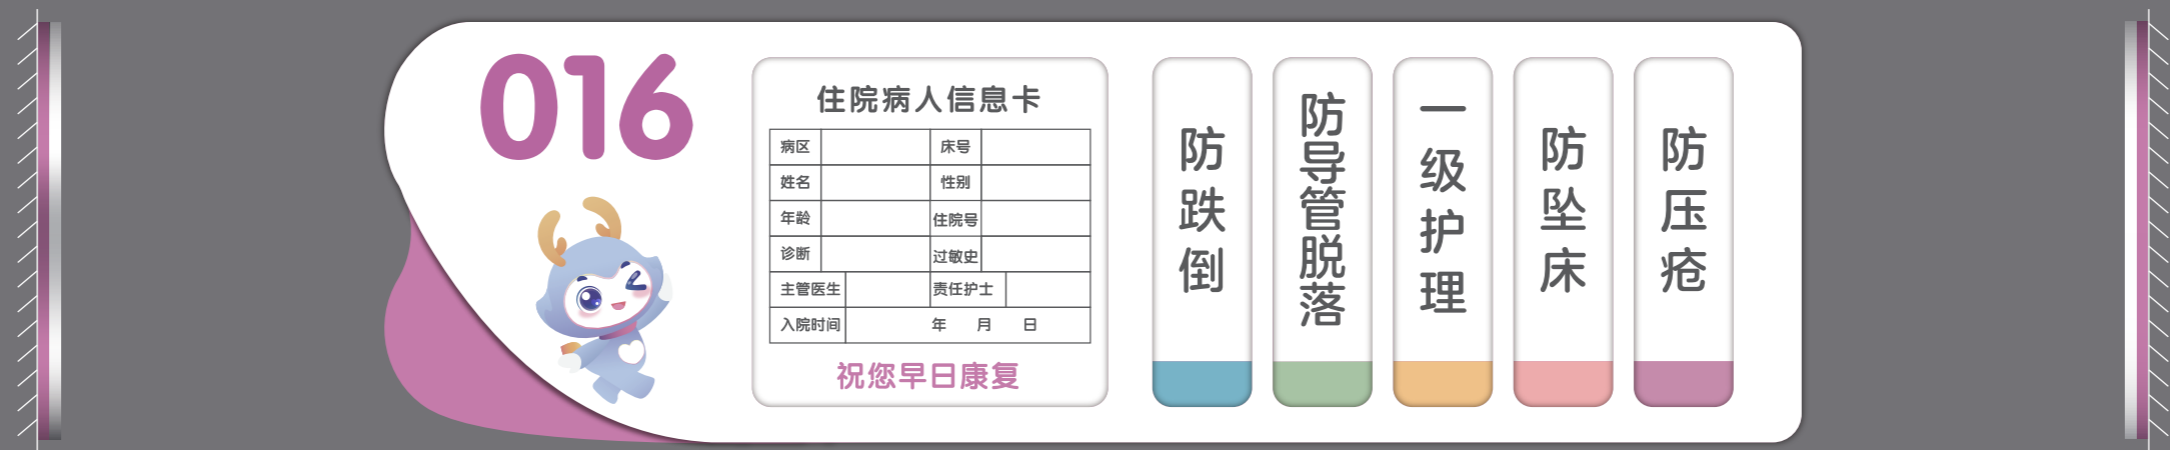 016
住院病人信息卡
病区 床号
姓名 性别
年龄 住院号
诊断 过敏史
主管医生 责任护士
入院时间 年 月 日
祝您早日康复
防跌倒
防导管脱落
一级护理
防坠床
防压疮